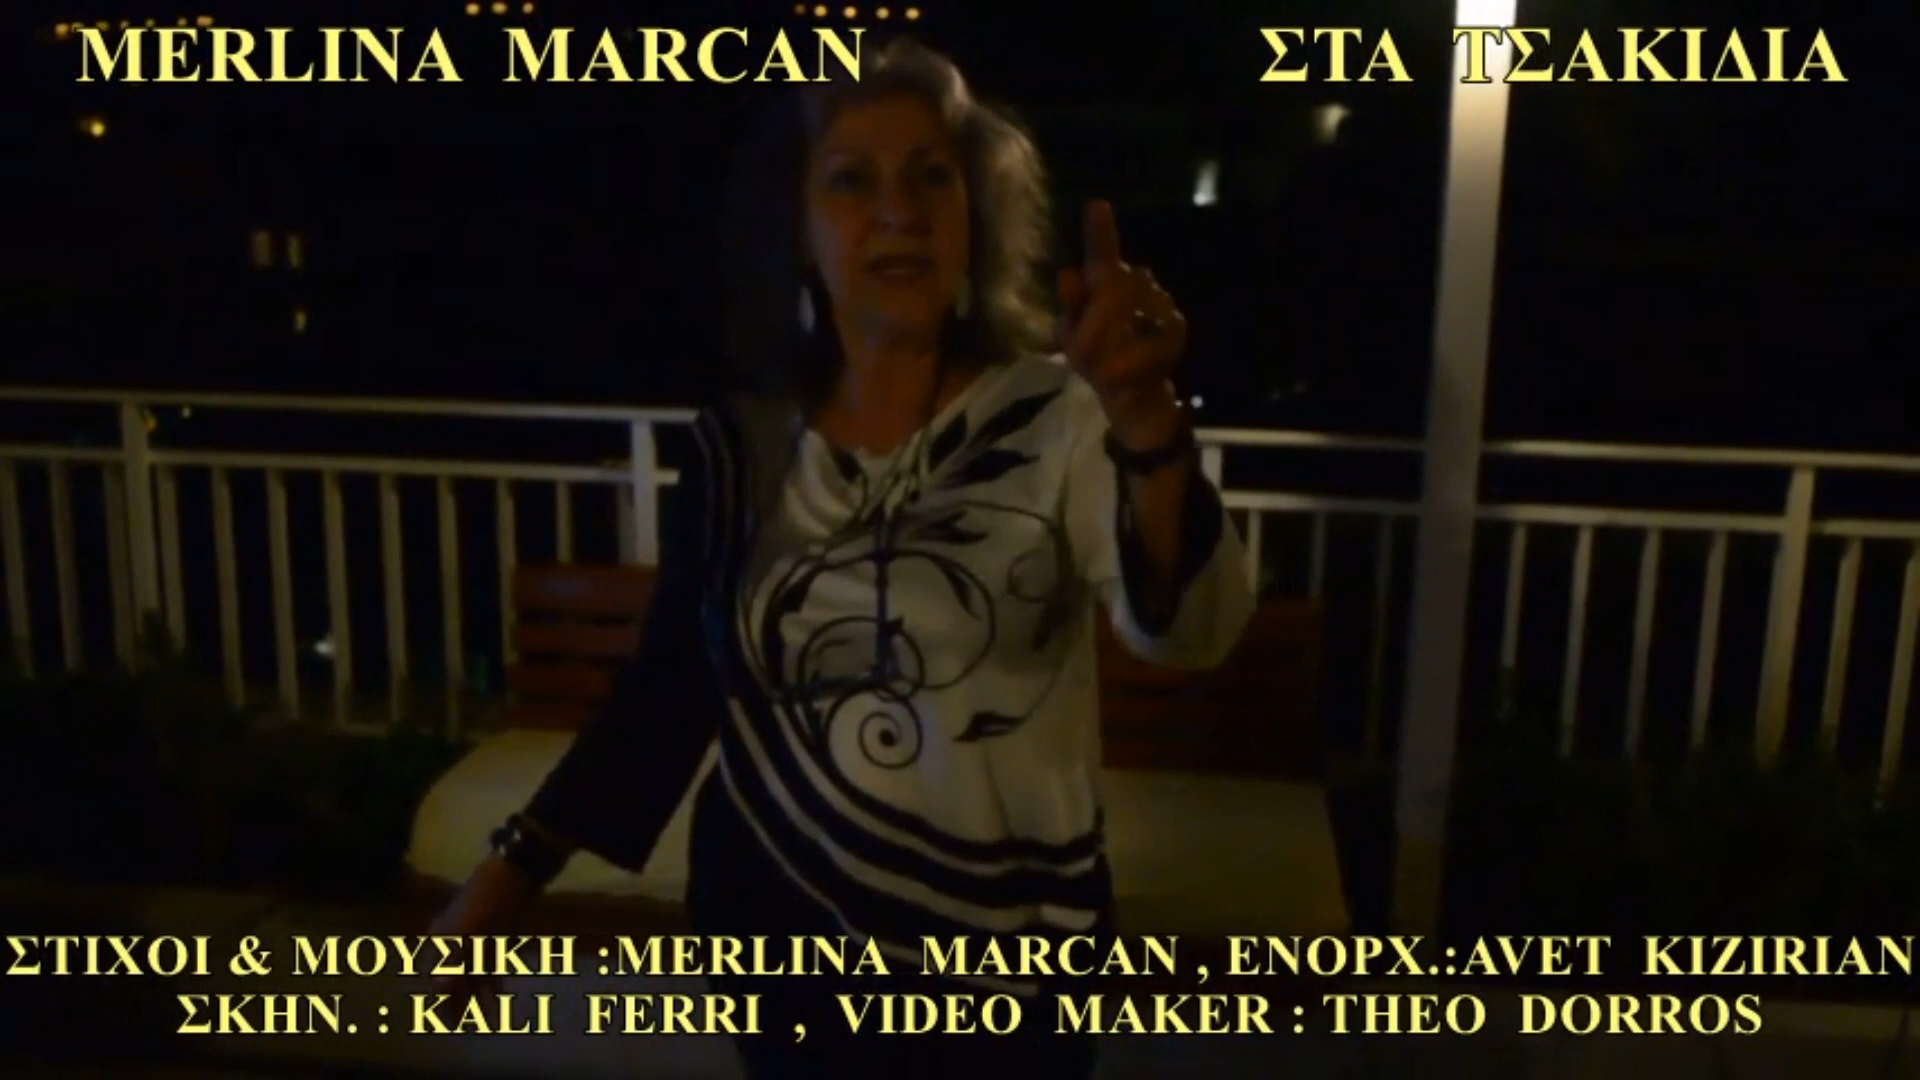 MERLINA MARCAN
ΣΤΑ ΤΣΑΚΙΔΙΑ
ΣΤΙΧΟΙ & ΜΟΥΣΙΚΗ :MERLINA MARCAN , ΕΝΟΡΧ.:AVET KIZIRIAN
ΣΚΗΝ. : KALI FERRI , VIDEO MAKER : THEO DORROS